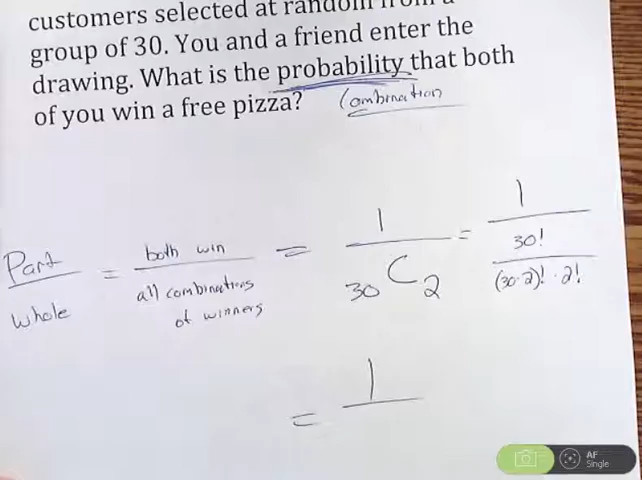 customers selected at random from a
group of 30. You and a friend enter the
drawing. What is the probability that both
of you win a free pizza?
Combination
Part / whole = both win / all combinations of winners = 1 / 30 C 2 = 1 / 30! / (30-2)! · 2!
= 1
AF
Single